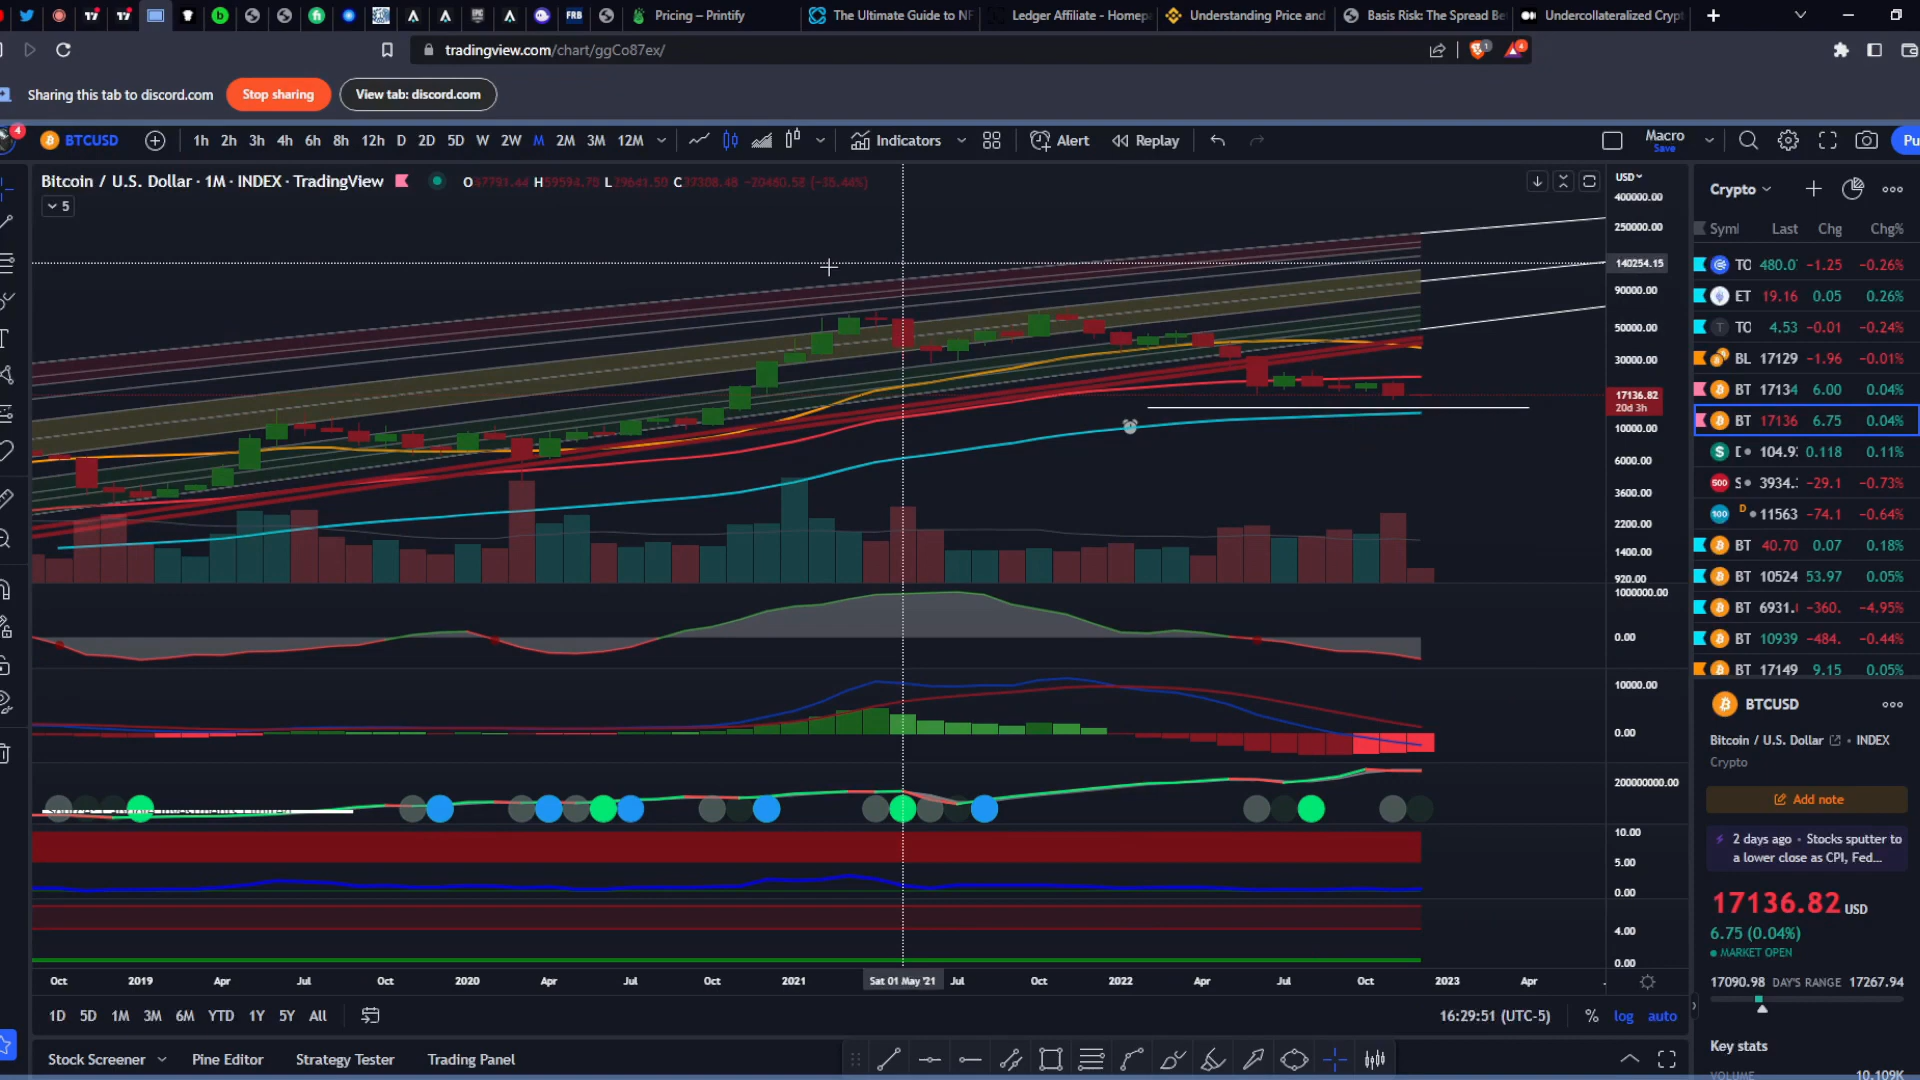 FRB
Pricing – Printify
The Ultimate Guide to NF
Ledger Affiliate - Homep
Understanding Price and
Basis Risk: The Spread Be
Undercollateralized Crypt
tradingview.com/chart/ggCo87ex/
1
4
Sharing this tab to discord.com
Stop sharing
View tab: discord.com
4
BTCUSD
1h 2h 3h 4h 6h 8h 12h D 2D 5D W 2W M 2M 3M 12M
Indicators
Alert
Replay
Macro
Save
Pu
Bitcoin / U.S. Dollar · 1M · INDEX · TradingView
5
USD
400000.00
250000.00
140254.15
90000.00
50000.00
30000.00
17136.82
20d 3h
10000.00
6000.00
3600.00
2200.00
1400.00
920.00
1000000.00
0.00
10000.00
0.00
200000000.00
10.00
5.00
0.00
4.00
0.00
Oct 2019 Apr Jul Oct 2020 Apr Jul Oct 2021 Sat 01 May '21 Jul Oct 2022 Apr Jul Oct 2023 Apr
1D 5D 1M 3M 6M YTD 1Y 5Y All
16:29:51 (UTC-5) % log auto
Stock Screener Pine Editor Strategy Tester Trading Panel
Crypto
Last Chg Chg%
TO 480.0 −1.25 −0.26%
ET 19.16 0.05 0.26%
TO 4.53 −0.01 −0.24%
BL 17129 −1.96 −0.01%
BT 17134 6.00 0.04%
BT 17136 6.75 0.04%
104.9 0.118 0.11%
500 S 3934. −29.1 −0.73%
100 D 11563 −74.1 −0.64%
BT 40.70 0.07 0.18%
BT 10524 53.97 0.05%
BT 6931. −360. −4.95%
BT 10939 −484. −0.44%
BT 17149 9.15 0.05%
BTCUSD
Bitcoin / U.S. Dollar • INDEX
Crypto
Add note
2 days ago • Stocks sputter to
a lower close as CPI, Fed...
17136.82 USD
6.75 (0.04%)
MARKET OPEN
17090.98 DAY'S RANGE 17267.94
Key stats
VOLUME 10.109K